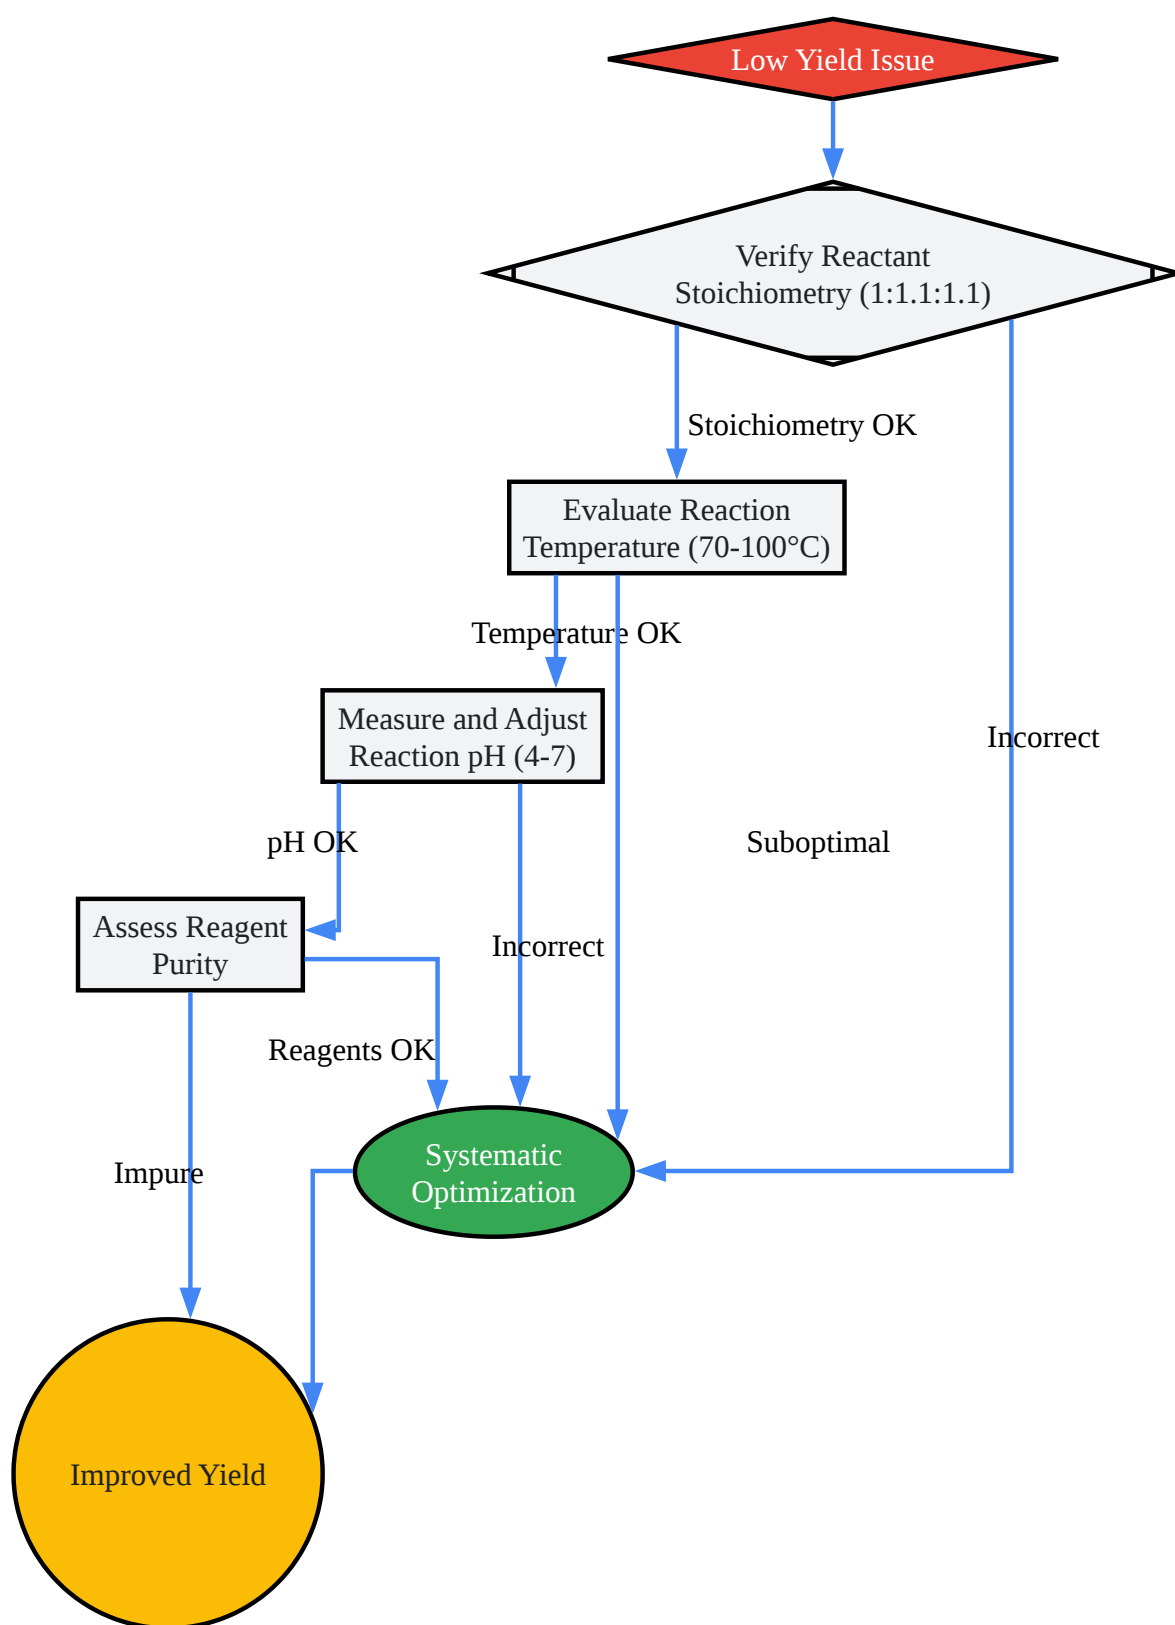 Low Yield Issue
Verify Reactant
Stoichiometry (1:1.1:1.1)
Stoichiometry OK
Evaluate Reaction
Temperature (70-100°C)
Temperature OK
Measure and Adjust
Reaction pH (4-7)
Incorrect
pH OK
Suboptimal
Assess Reagent
Purity
Incorrect
Reagents OK
Systematic
Optimization
Impure
Improved Yield